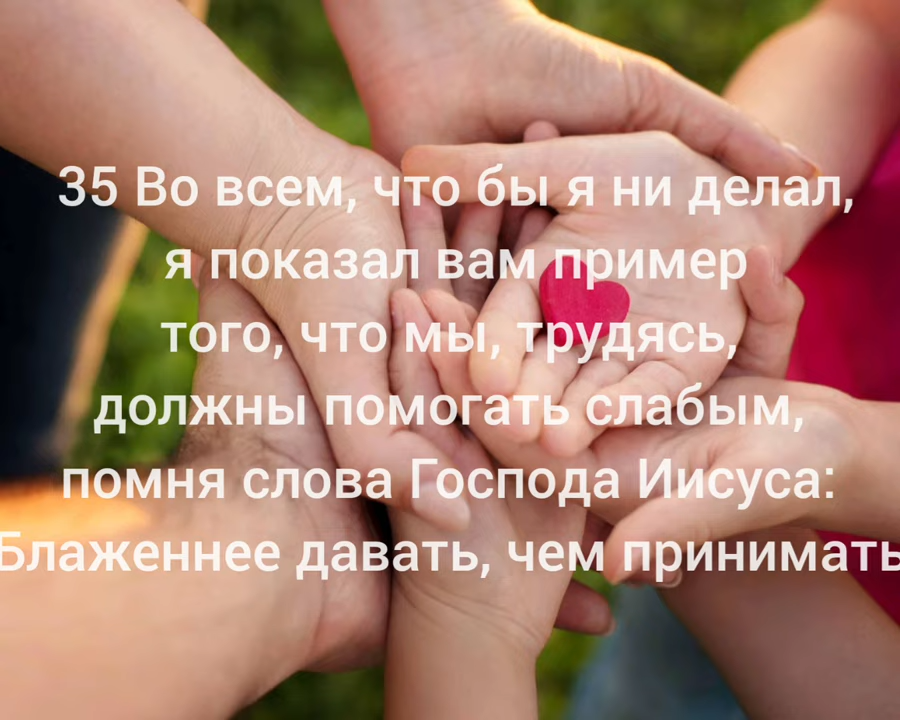 35 Во всем, что бы я ни делал,
я показал вам пример
того, что мы, трудясь,
должны помогать слабым,
помня слова Господа Иисуса:
Блаженнее давать, чем принимать